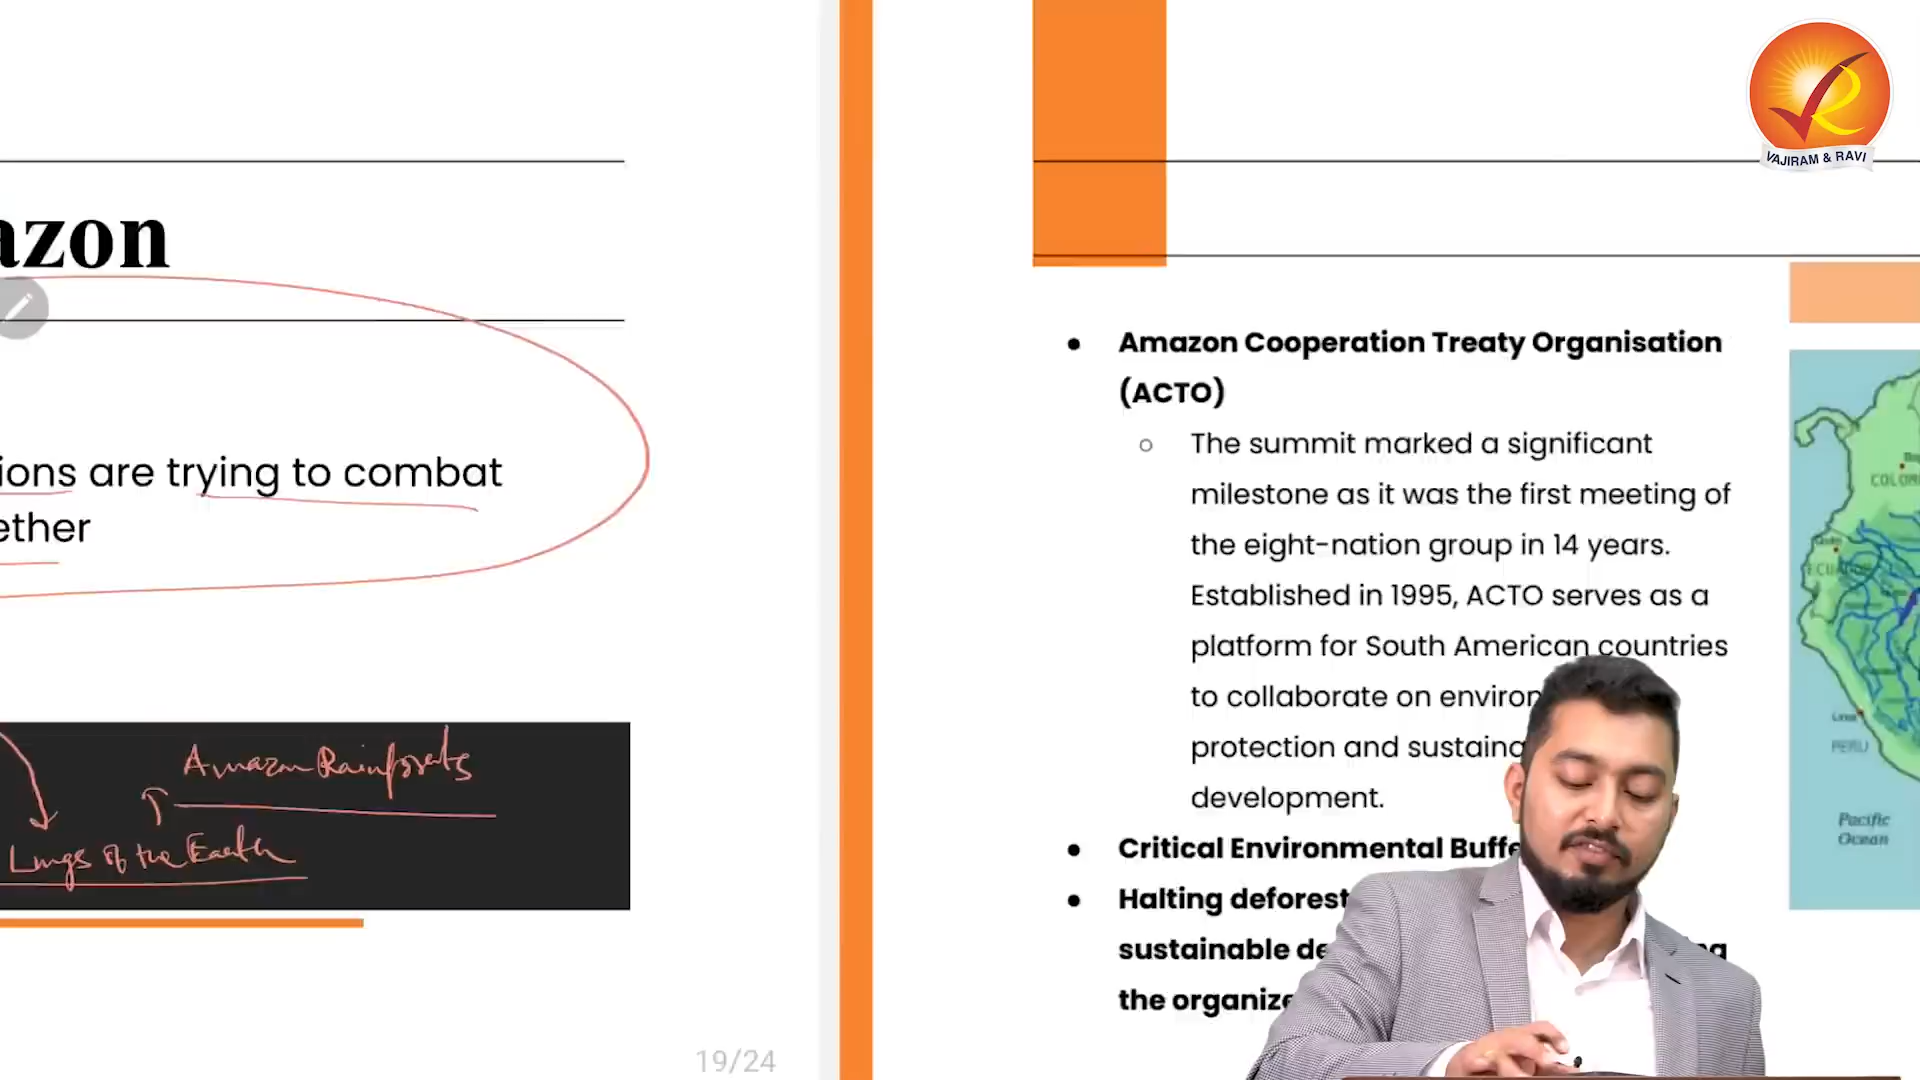 azon
ions are trying to combat
ether
Amazon Rainforests
Lungs of the Earth
19/24
VAJIRAM & RAVI
Amazon Cooperation Treaty Organisation
(ACTO)
The summit marked a significant
milestone as it was the first meeting of
the eight-nation group in 14 years.
Established in 1995, ACTO serves as a
platform for South American countries
to collaborate on environ
protection and sustaina
development.
Critical Environmental Buffe
Halting deforest
sustainable de
the organize
COLOM
ECUADOR
Lima
PERU
Pacific
Ocean